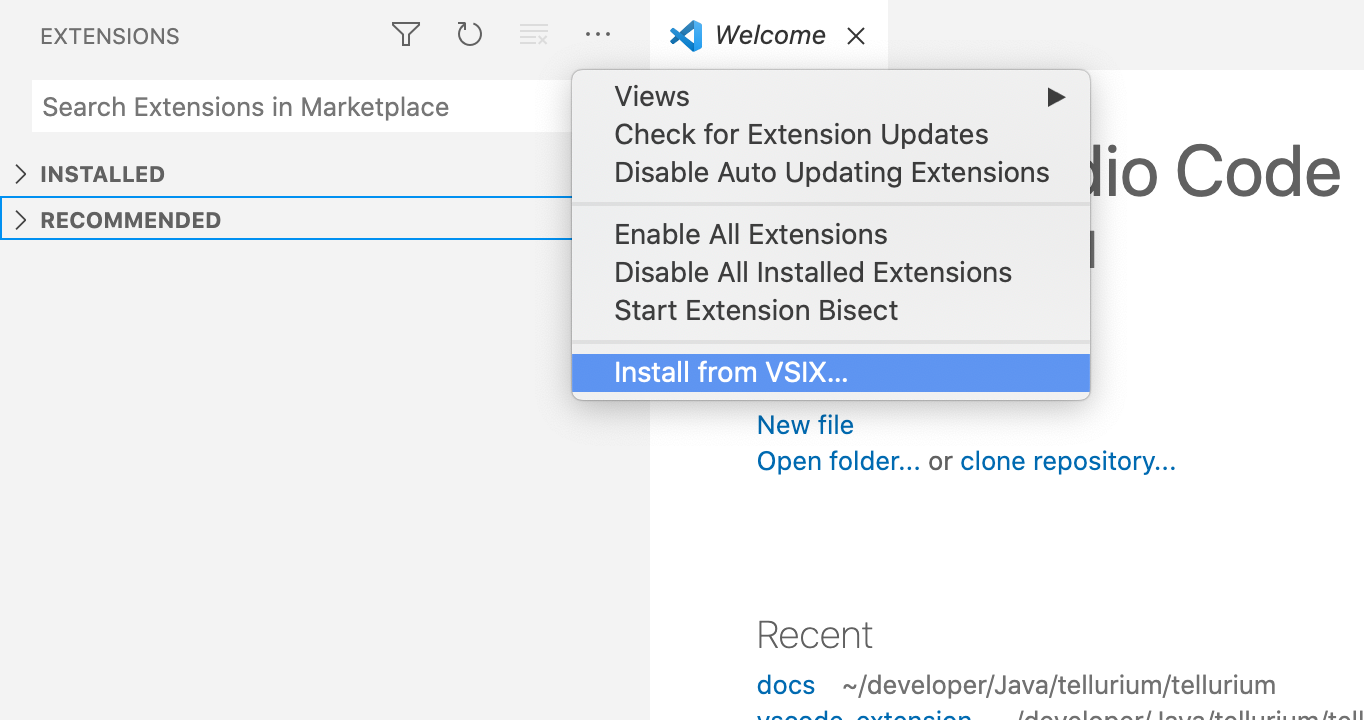 EXTENSIONS
Welcome
Search Extensions in Marketplace
INSTALLED
RECOMMENDED
Views
Check for Extension Updates
Disable Auto Updating Extensions
Enable All Extensions
Disable All Installed Extensions
Start Extension Bisect
Install from VSIX...
Code
New file
Open folder... or clone repository...
Recent
docs ~/developer/Java/tellurium/tellurium